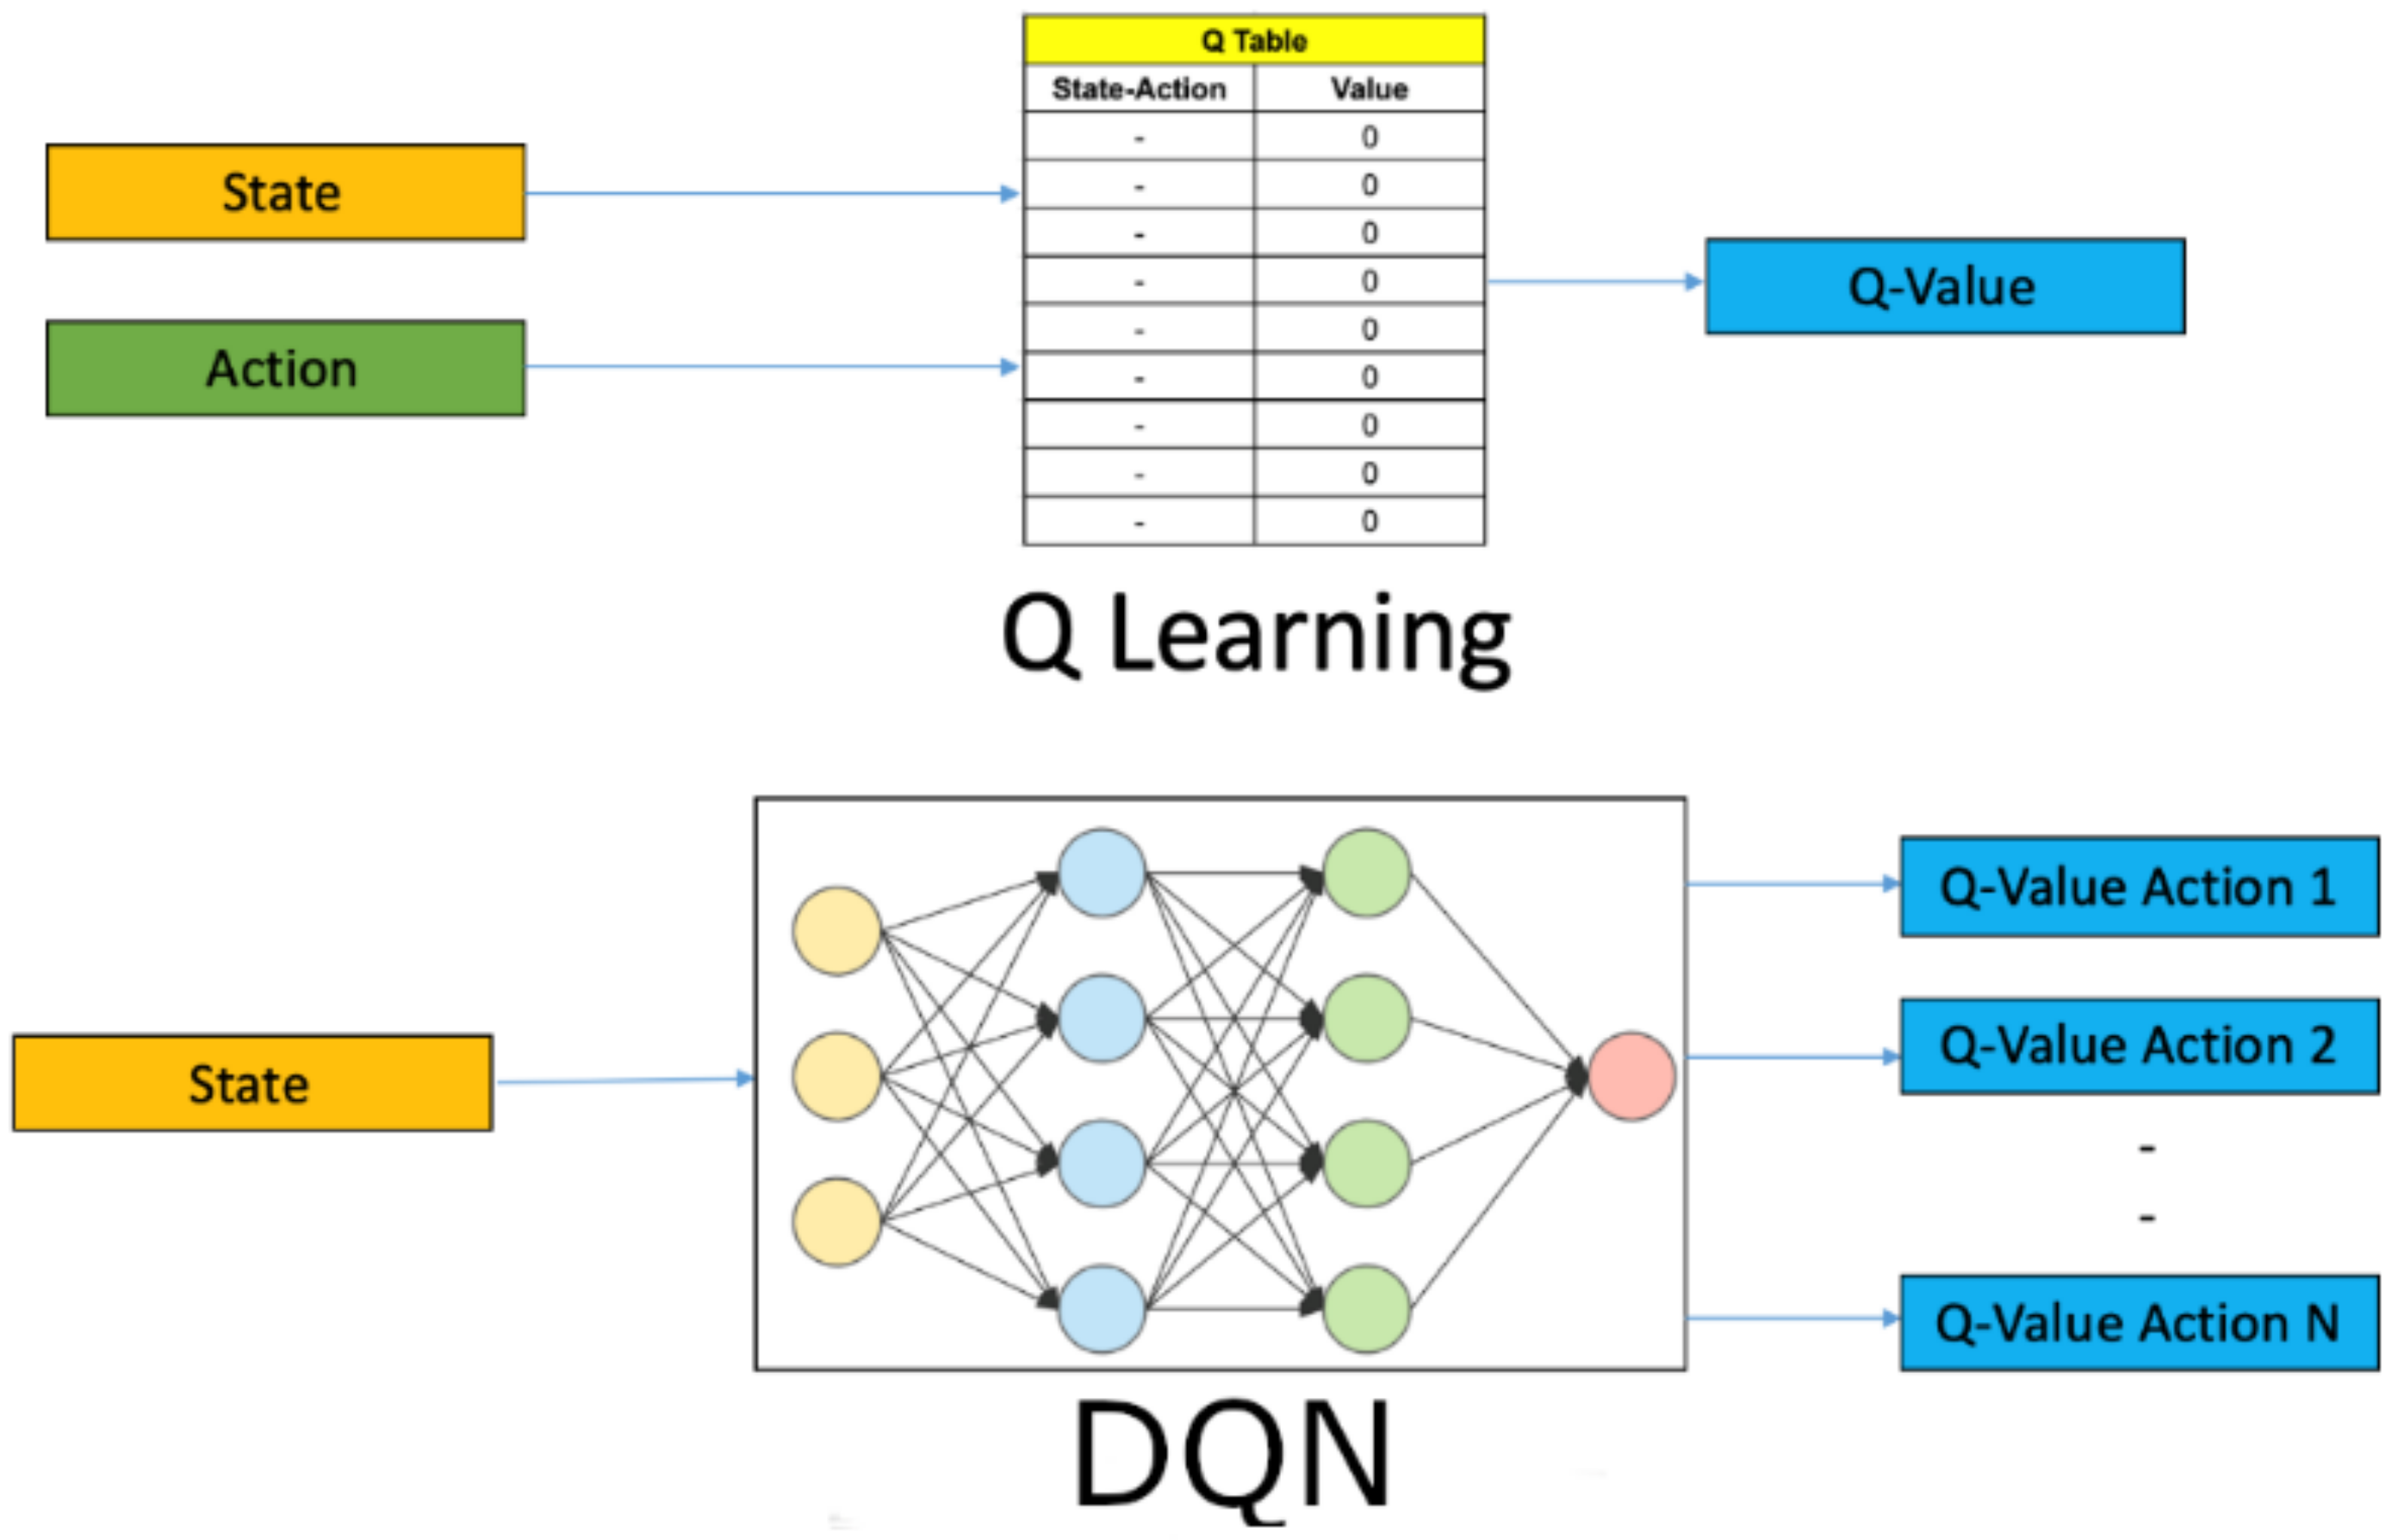 Q Table
State-Action Value
- 0
- 0
- 0
- 0
- 0
- 0
- 0
- 0
- 0
State
Action
Q-Value
Q Learning
State
Q-Value Action 1
Q-Value Action 2
-
-
Q-Value Action N
DQN